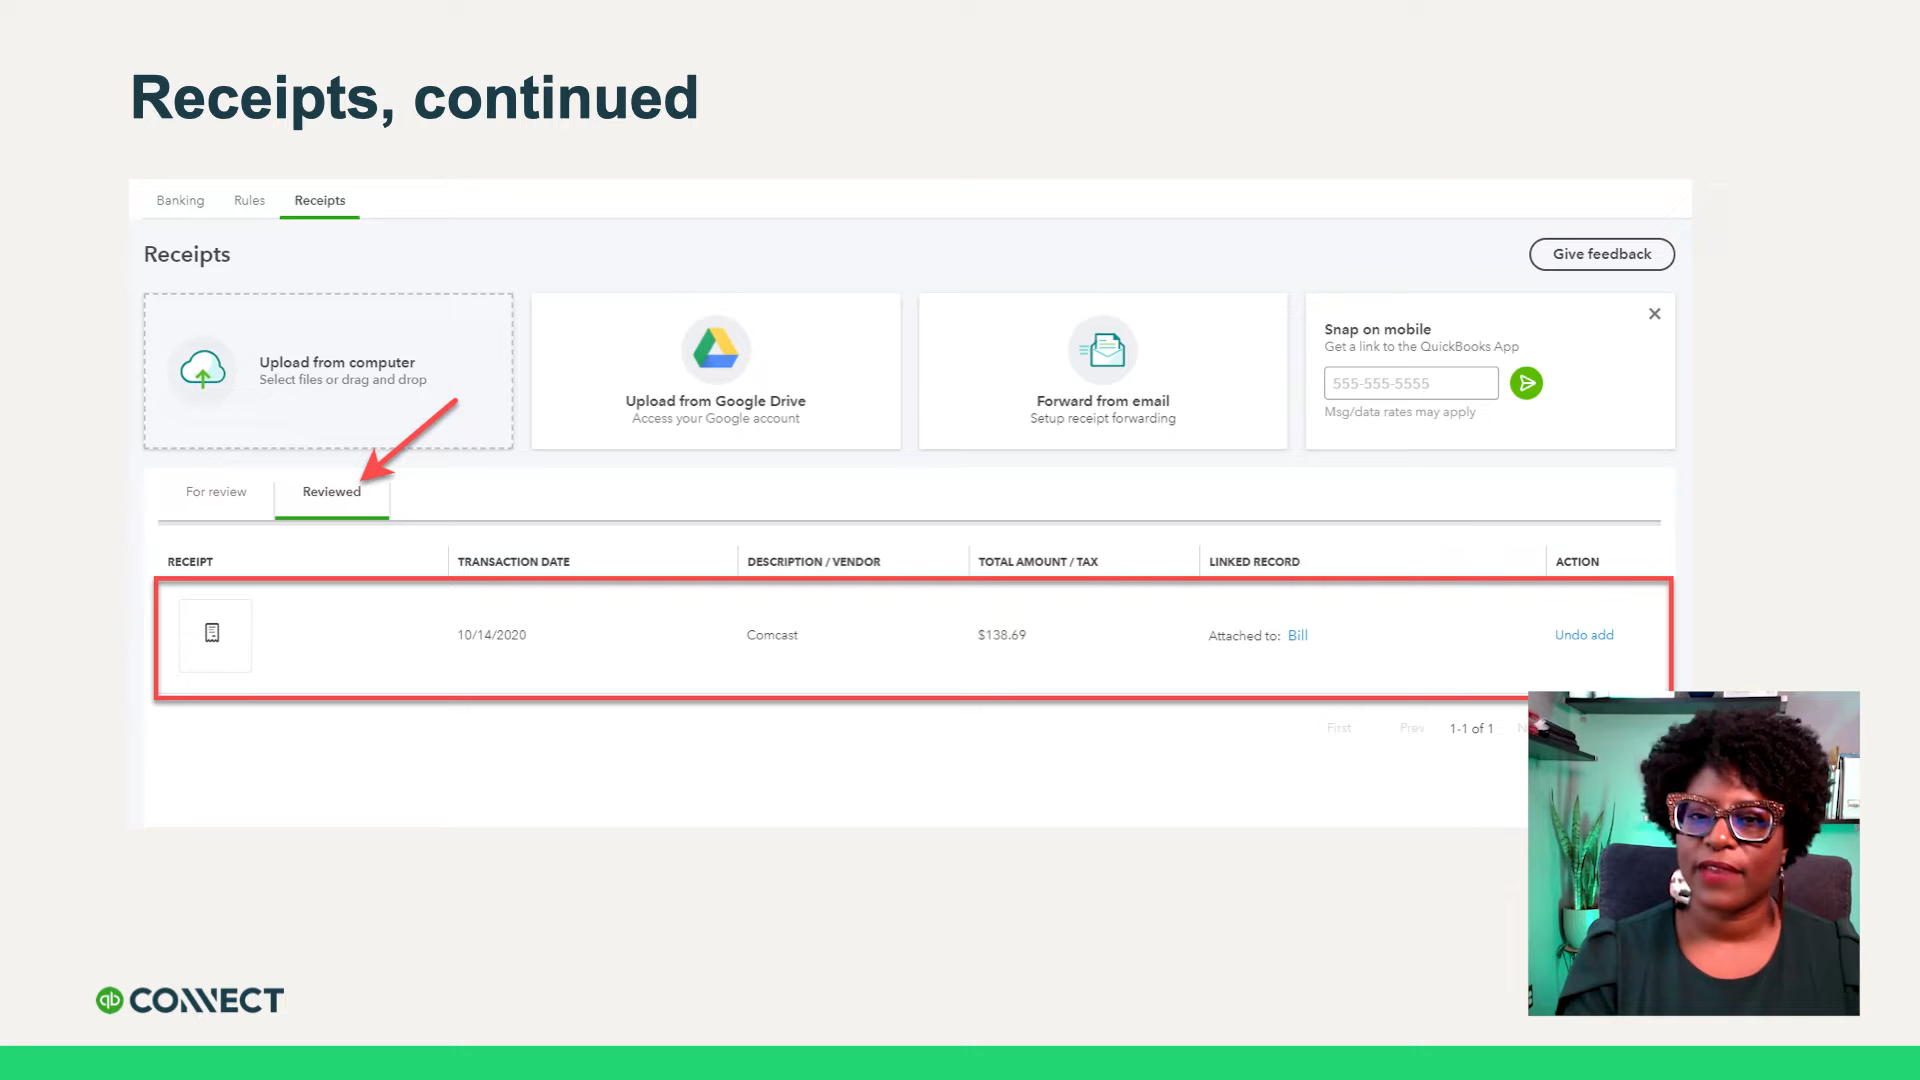 Receipts, continued
Banking Rules Receipts
Receipts
Give feedback
Upload from computer
Select files or drag and drop
Upload from Google Drive
Access your Google account
Forward from email
Setup receipt forwarding
Snap on mobile
Get a link to the QuickBooks App
555-555-5555
Msg/data rates may apply
For review Reviewed
RECEIPT TRANSACTION DATE DESCRIPTION / VENDOR TOTAL AMOUNT / TAX LINKED RECORD ACTION
10/14/2020 Comcast $138.69 Attached to: Bill Undo add
First Prev 1-1 of 1
qb CONNECT